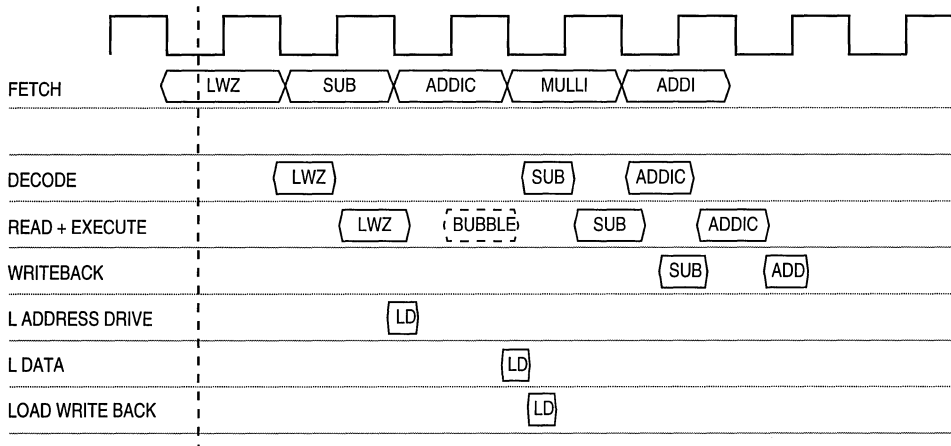 FETCH LWZ SUB ADDIC MULLI ADDI
DECODE LWZ SUB ADDIC
READ + EXECUTE LWZ BUBBLE SUB ADDIC
WRITEBACK SUB ADD
L ADDRESS DRIVE LD
L DATA LD
LOAD WRITE BACK LD